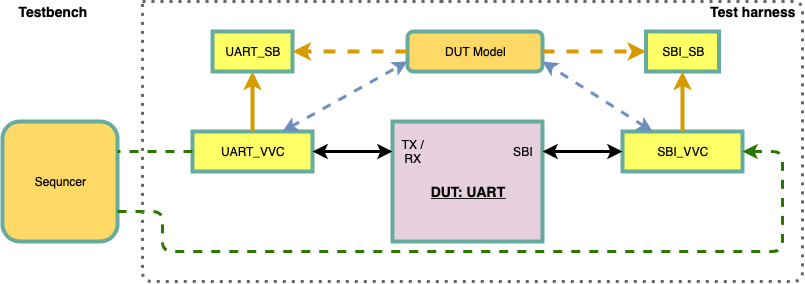 Testbench
Test harness
UART_SB
DUT Model
SBI_SB
UART_VVC
TX /
RX
SBI
SBI_VVC
Sequncer
DUT: UART